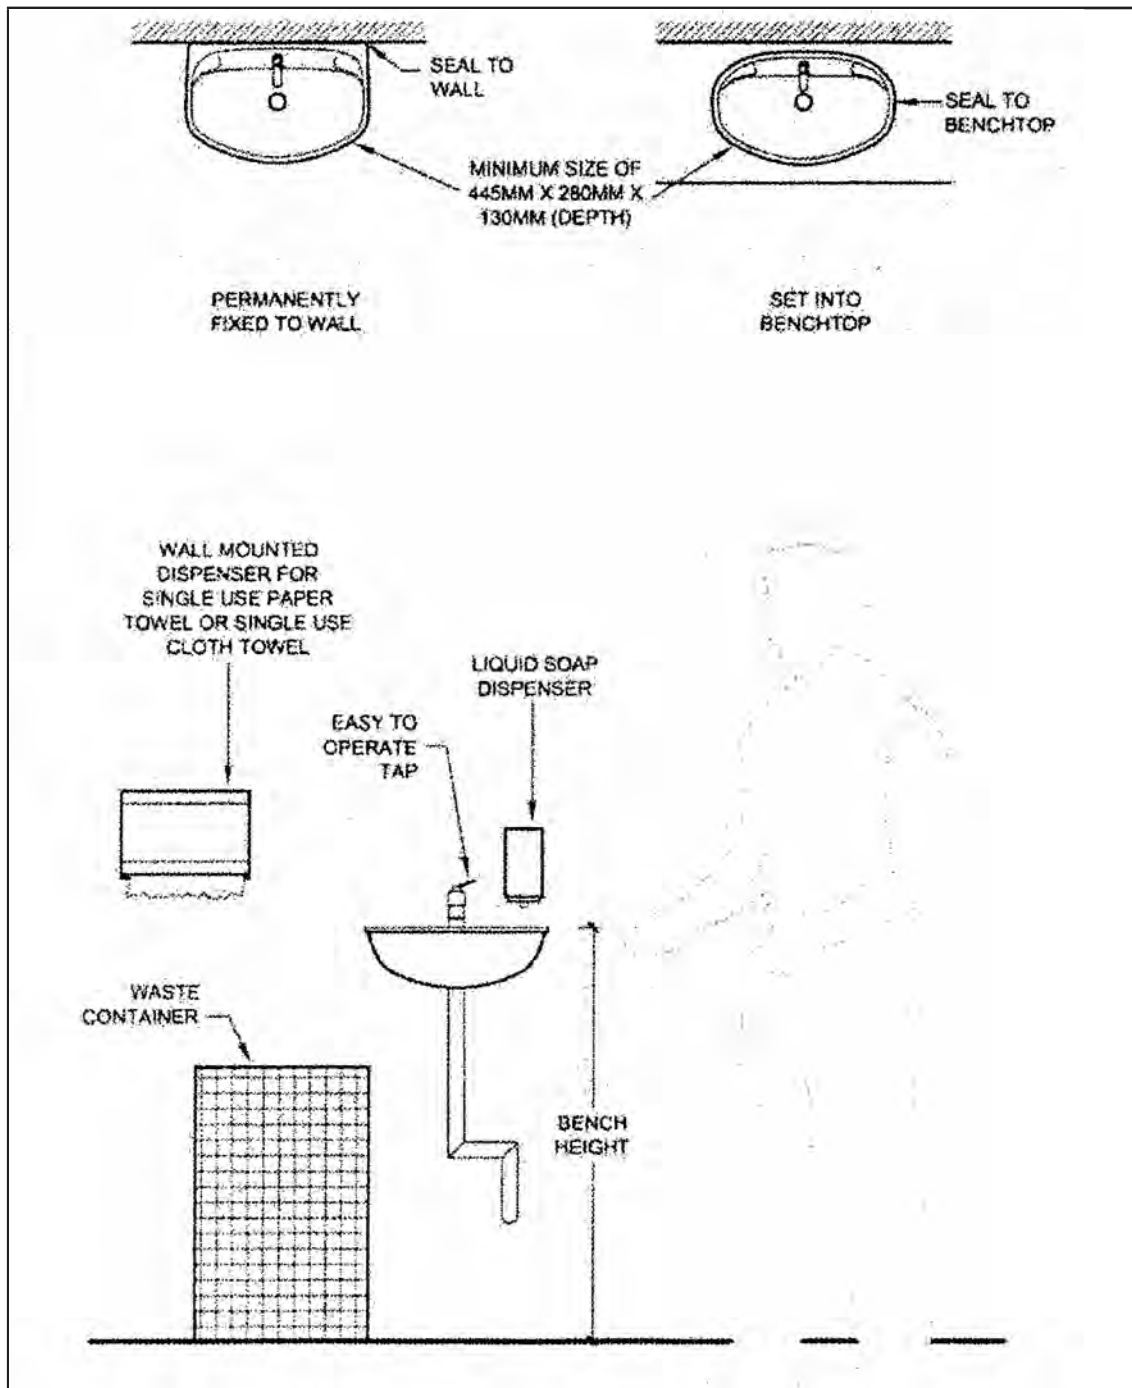 SEAL TO
WALL
SEAL TO
BENCHTOP
MINIMUM SIZE OF
445MM X 280MM X
130MM (DEPTH)
PERMANENTLY
FIXED TO WALL
SET INTO
BENCHTOP
WALL MOUNTED
DISPENSER FOR
SINGLE USE PAPER
TOWEL OR SINGLE USE
CLOTH TOWEL
LIQUID SOAP
DISPENSER
EASY TO
OPERATE
TAP
WASTE
CONTAINER
BENCH
HEIGHT